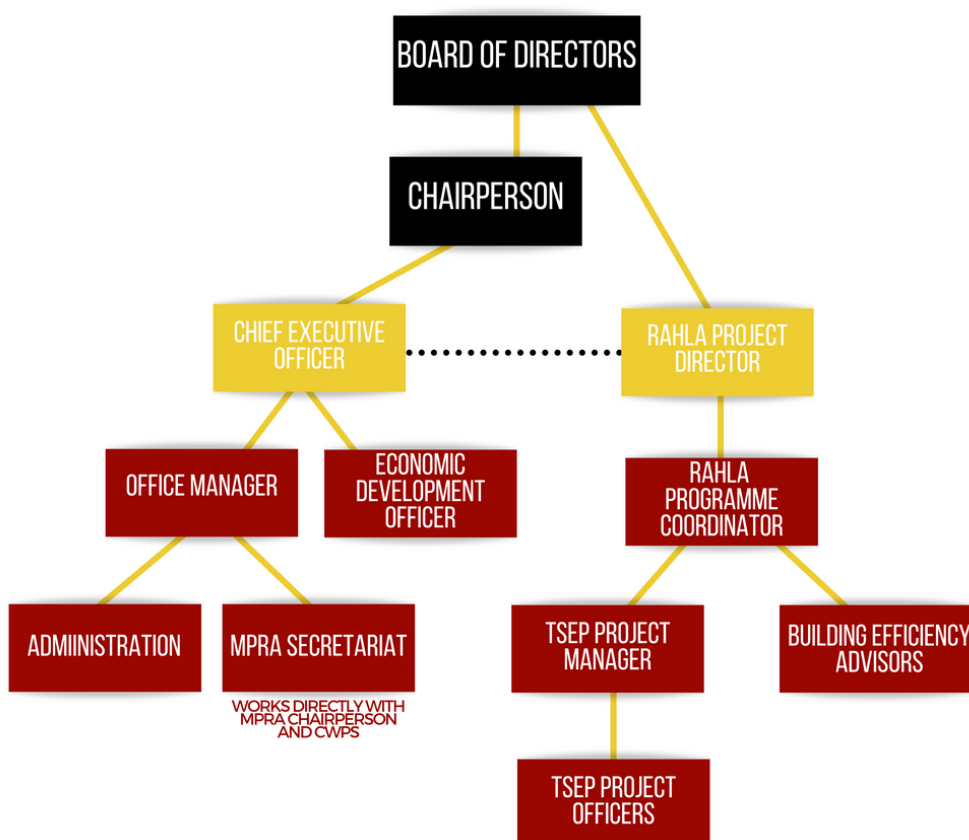 BOARD OF DIRECTORS
CHAIRPERSON
CHIEF EXECUTIVE
OFFICER
RAHLA PROJECT
DIRECTOR
OFFICE MANAGER
ECONOMIC
DEVELOPMENT
OFFICER
RAHLA
PROGRAMME
COORDINATOR
ADMIINISTRATION
MPRA SECRETARIAT
WORKS DIRECTLY WITH
MPRA CHAIRPERSON
AND CWPS
TSEP PROJECT
MANAGER
BUILDING EFFICIENCY
ADVISORS
TSEP PROJECT
OFFICERS